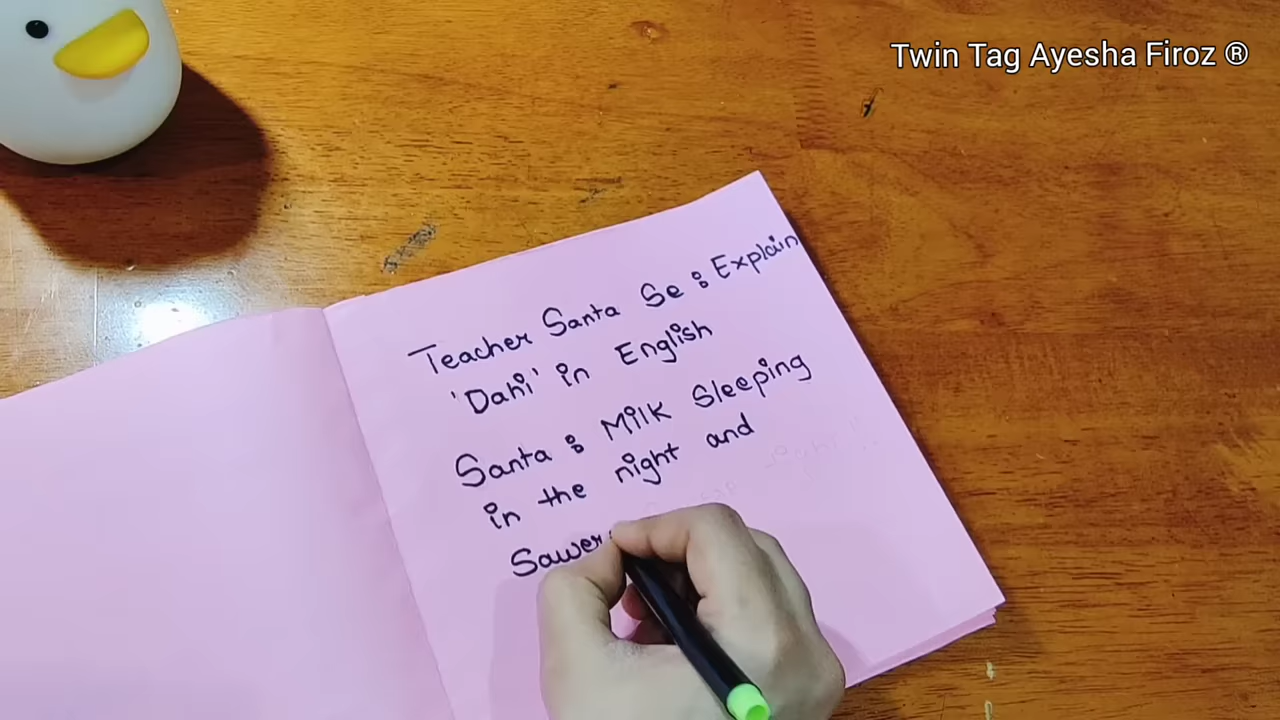 Twin Tag Ayesha Firoz ®
Teacher Santa Se : Explain
'Dahi' in English
Santa : Milk Sleeping
in the night and
Sawer